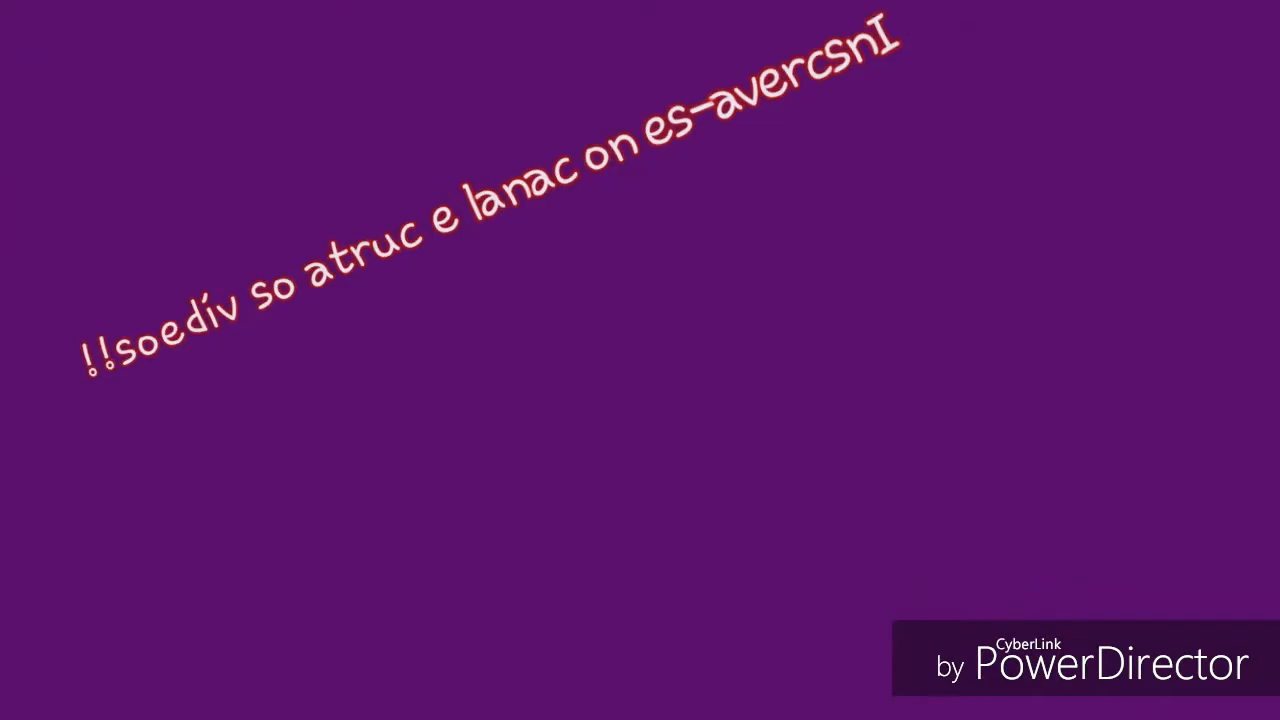 !!soedív so atruc e lanac on es-avercSnI
CyberLink
by PowerDirector